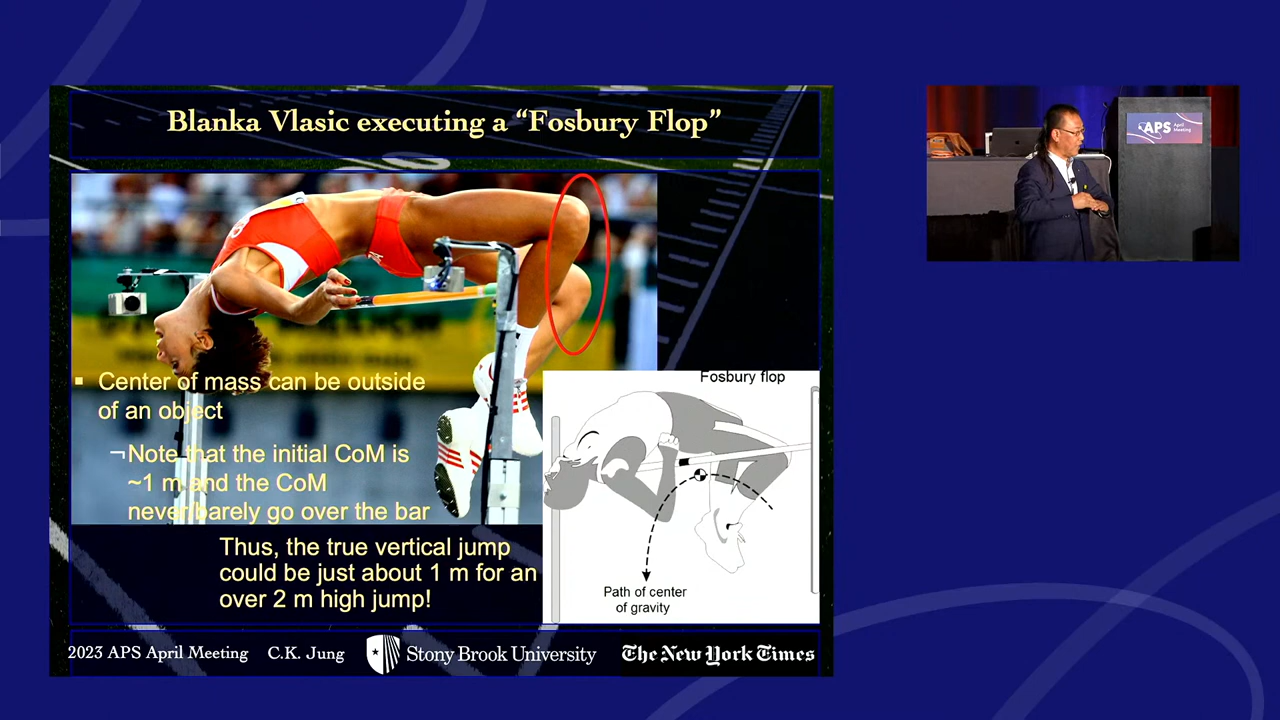 Blanka Vlasic executing a “Fosbury Flop”
▪ Center of mass can be outside
of an object
¬Note that the initial CoM is
~1 m and the CoM
never/barely go over the bar
Thus, the true vertical jump
could be just about 1 m for an
over 2 m high jump!
Fosbury flop
Path of center
of gravity
2023 APS April Meeting C.K. Jung Stony Brook University The New York Times
APS April
Meeting